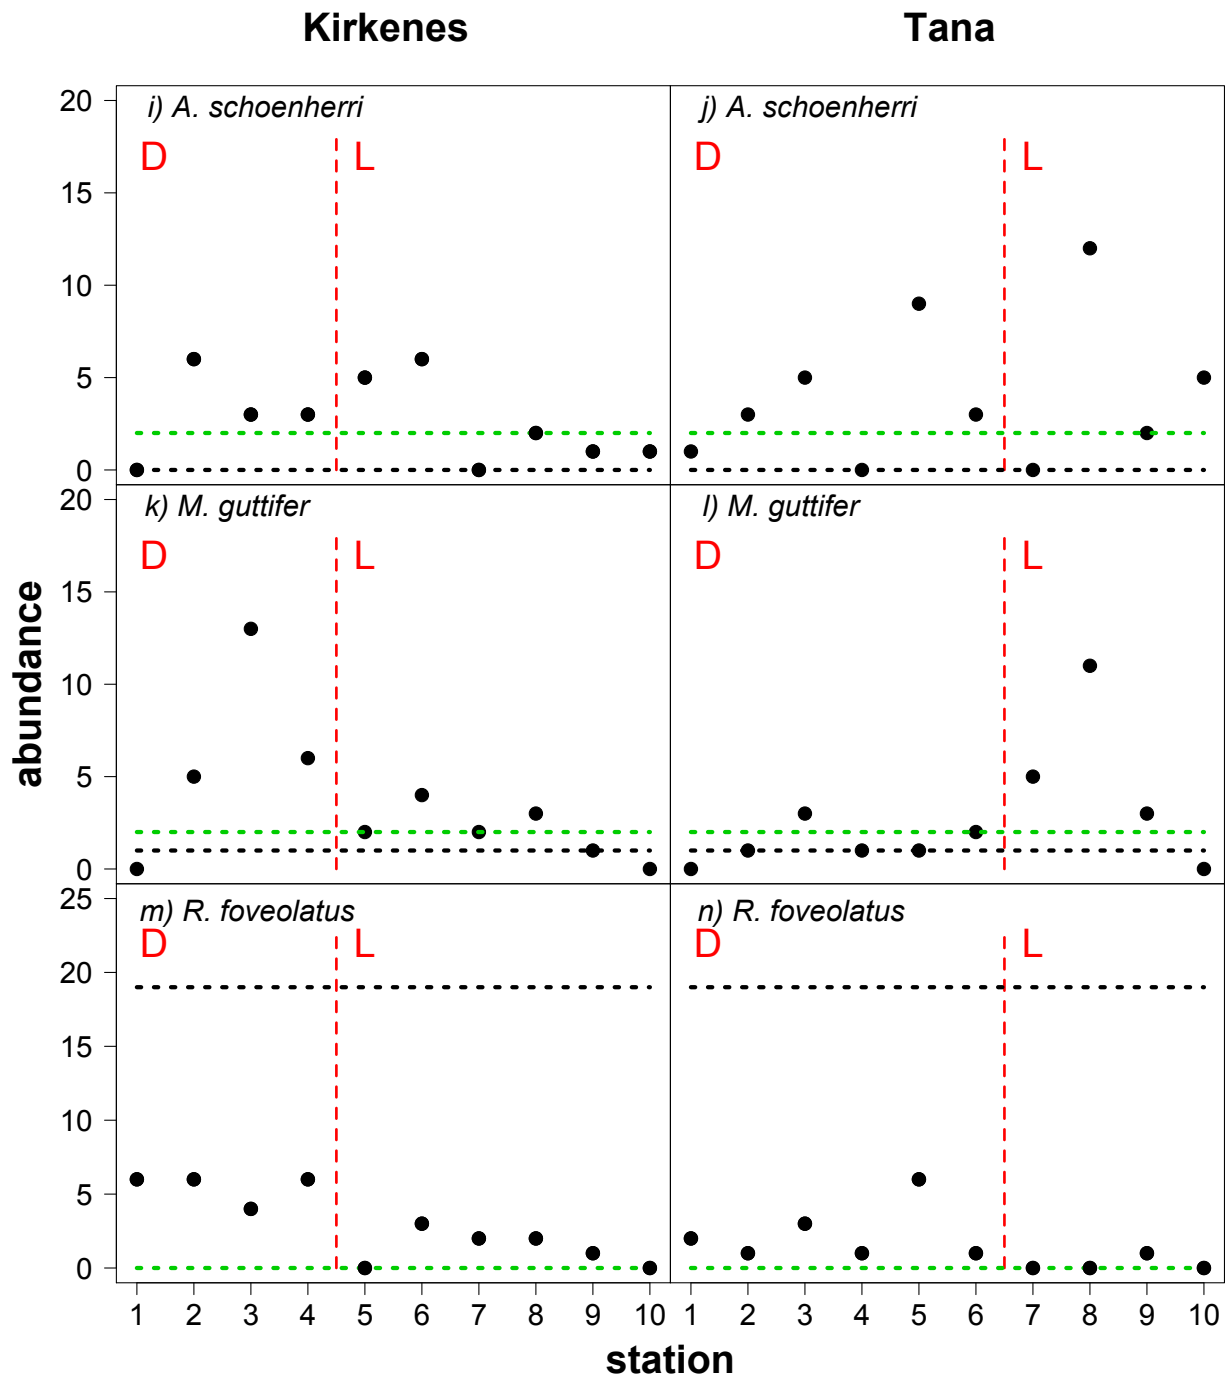 Kirkenes Tana
i) A. schoenherri
j) A. schoenherri
D L
D L
20
15
10
5
0
k) M. guttifer
l) M. guttifer
D L
D L
20
15
10
5
0
abundance
m) R. foveolatus
n) R. foveolatus
D L
D L
25
20
15
10
5
0
1 2 3 4 5 6 7 8 9 10
1 2 3 4 5 6 7 8 9 10
station